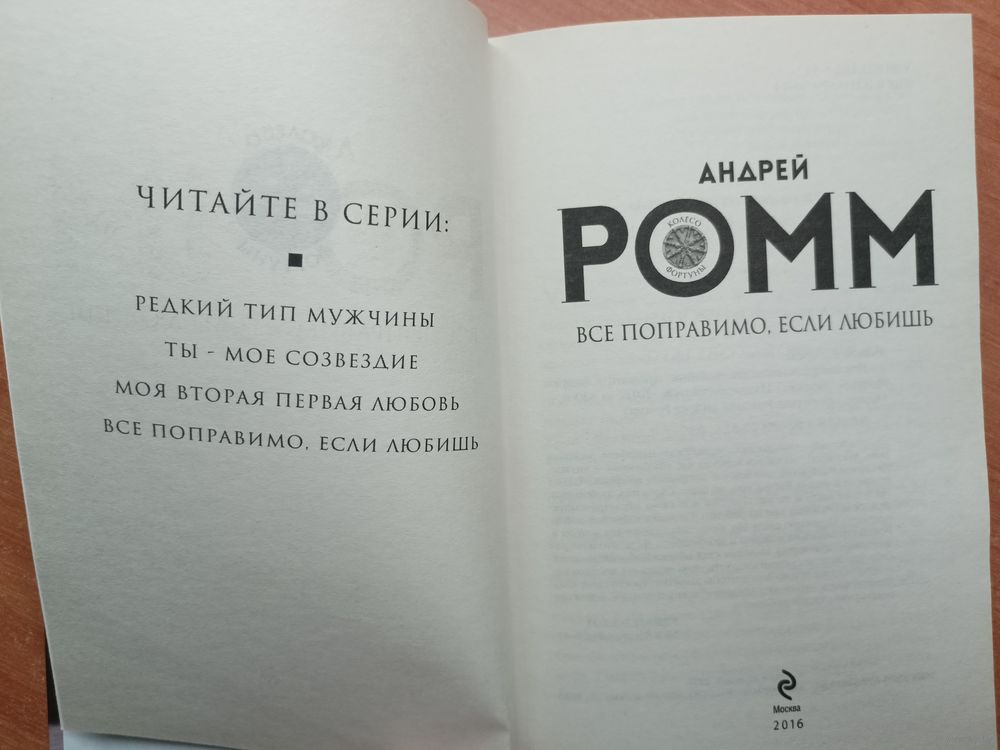 ЧИТАЙТЕ В СЕРИИ:
РЕДКИЙ ТИП МУЖЧИНЫ
ТЫ - МОЕ СОЗВЕЗДИЕ
МОЯ ВТОРАЯ ПЕРВАЯ ЛЮБОВЬ
ВСЕ ПОПРАВИМО, ЕСЛИ ЛЮБИШЬ
АНДРЕЙ
РОММ
КОЛЕСО
ФОРТУНЫ
ВСЕ ПОПРАВИМО, ЕСЛИ ЛЮБИШЬ
Москва
2016